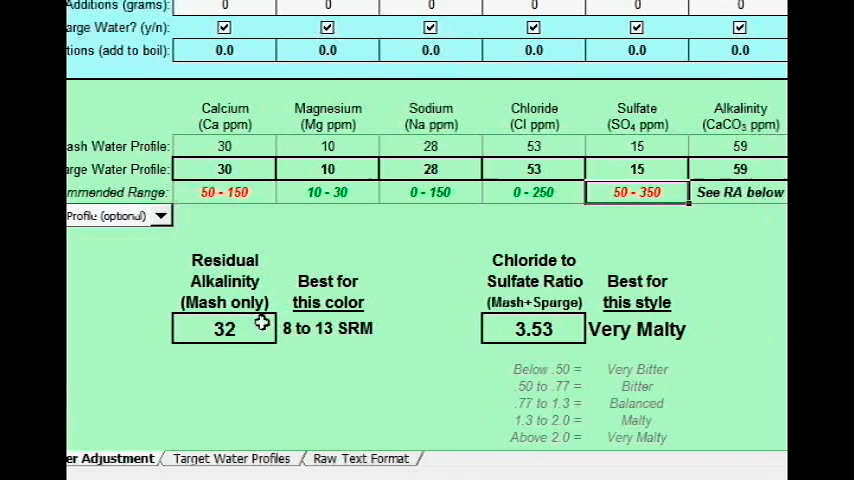 Additions (grams): 0 0 0 0 0 0
arge Water? (y/n):
tions (add to boil): 0.0 0.0 0.0 0.0 0.0 0.0
Calcium Magnesium Sodium Chloride Sulfate Alkalinity
(Ca ppm) (Mg ppm) (Na ppm) (Cl ppm) (SO₄ ppm) (CaCO₃ ppm)
ash Water Profile: 30 10 28 53 15 59
arge Water Profile: 30 10 28 53 15 59
mmended Range: 50 - 150 10 - 30 0 - 150 0 - 250 50 - 350 See RA below
Profile (optional)
Residual Chloride to
Alkalinity Best for Sulfate Ratio Best for
(Mash only) this color (Mash+Sparge) this style
32 8 to 13 SRM 3.53 Very Malty
Below .50 = Very Bitter
.50 to .77 = Bitter
.77 to 1.3 = Balanced
1.3 to 2.0 = Malty
Above 2.0 = Very Malty
er Adjustment Target Water Profiles Raw Text Format